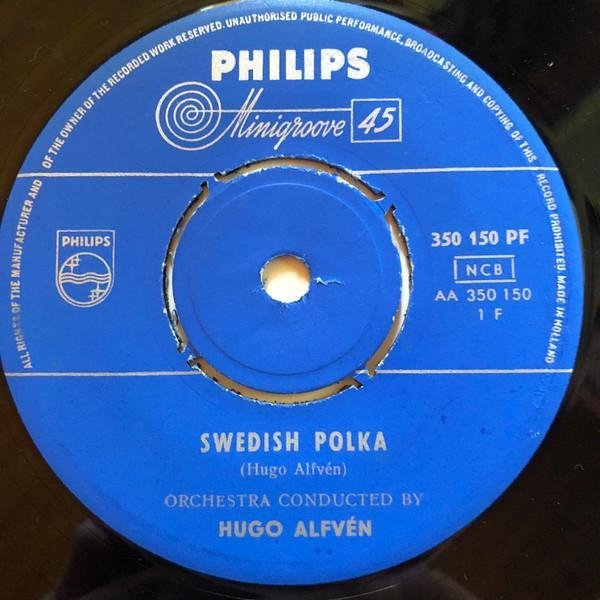 ALL RIGHTS OF THE MANUFACTURER AND OF THE OWNER OF THE RECORDED WORK RESERVED. UNAUTHORISED PUBLIC PERFORMANCE, BROADCASTING AND COPYING OF THIS RECORD PROHIBITED. MADE IN HOLLAND
PHILIPS
Minigroove 45
PHILIPS
350 150 PF
NCB
AA 350 150
1 F
SWEDISH POLKA
(Hugo Alfvén)
ORCHESTRA CONDUCTED BY
HUGO ALFVÉN